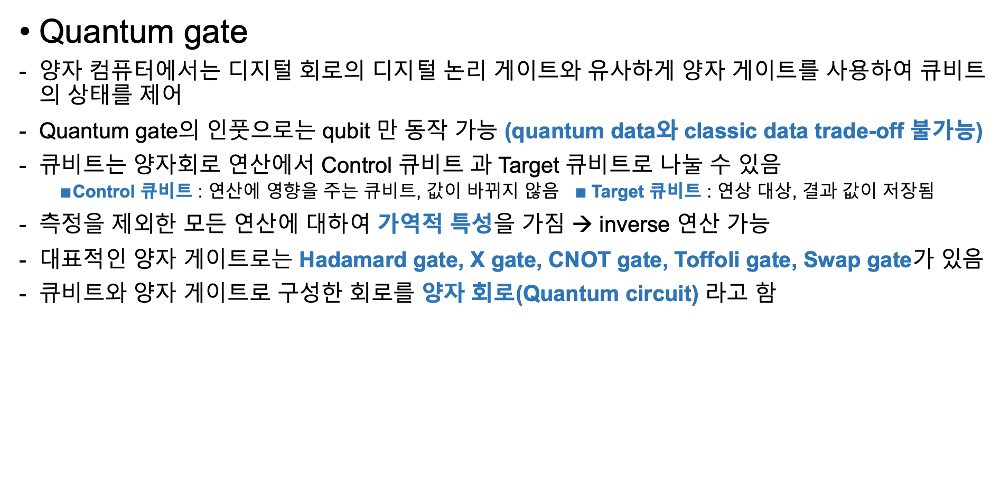 • Quantum gate
- 양자 컴퓨터에서는 디지털 회로의 디지털 논리 게이트와 유사하게 양자 게이트를 사용하여 큐비트
의 상태를 제어
- Quantum gate의 인풋으로는 qubit 만 동작 가능 (quantum data와 classic data trade-off 불가능)
- 큐비트는 양자회로 연산에서 Control 큐비트 과 Target 큐비트로 나눌 수 있음
■Control 큐비트 : 연산에 영향을 주는 큐비트, 값이 바뀌지 않음 ■ Target 큐비트 : 연상 대상, 결과 값이 저장됨
- 측정을 제외한 모든 연산에 대하여 가역적 특성을 가짐 → inverse 연산 가능
- 대표적인 양자 게이트로는 Hadamard gate, X gate, CNOT gate, Toffoli gate, Swap gate가 있음
- 큐비트와 양자 게이트로 구성한 회로를 양자 회로(Quantum circuit) 라고 함